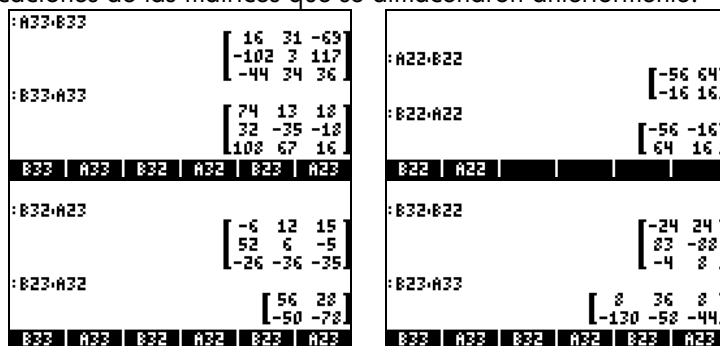 caciones de las matrices que se almacenaron anteriormente.
:A33·B33
[ 16 31 -69 ]
[ -102 3 117 ]
[ -44 34 36 ]
:B33·A33
[ 74 13 18 ]
[ 32 -35 -18 ]
[ 108 67 16 ]
B33 A33 B32 A32 B23 A23
:A22·B22
[ -56 64 ]
[ -16 16 ]
:B22·A22
[ -56 -16 ]
[ 64 16 ]
B22 A22
:B32·A23
[ -6 12 15 ]
[ 52 6 -5 ]
[ -26 -36 -35 ]
:B23·A32
[ 56 28 ]
[ -50 -78 ]
B33 A33 B32 A32 B23 A23
:B32·B22
[ -24 24 ]
[ 83 -88 ]
[ -4 8 ]
:B23·A33
[ 8 36 8 ]
[ -130 -58 -44 ]
B33 A33 B32 A32 B23 A23